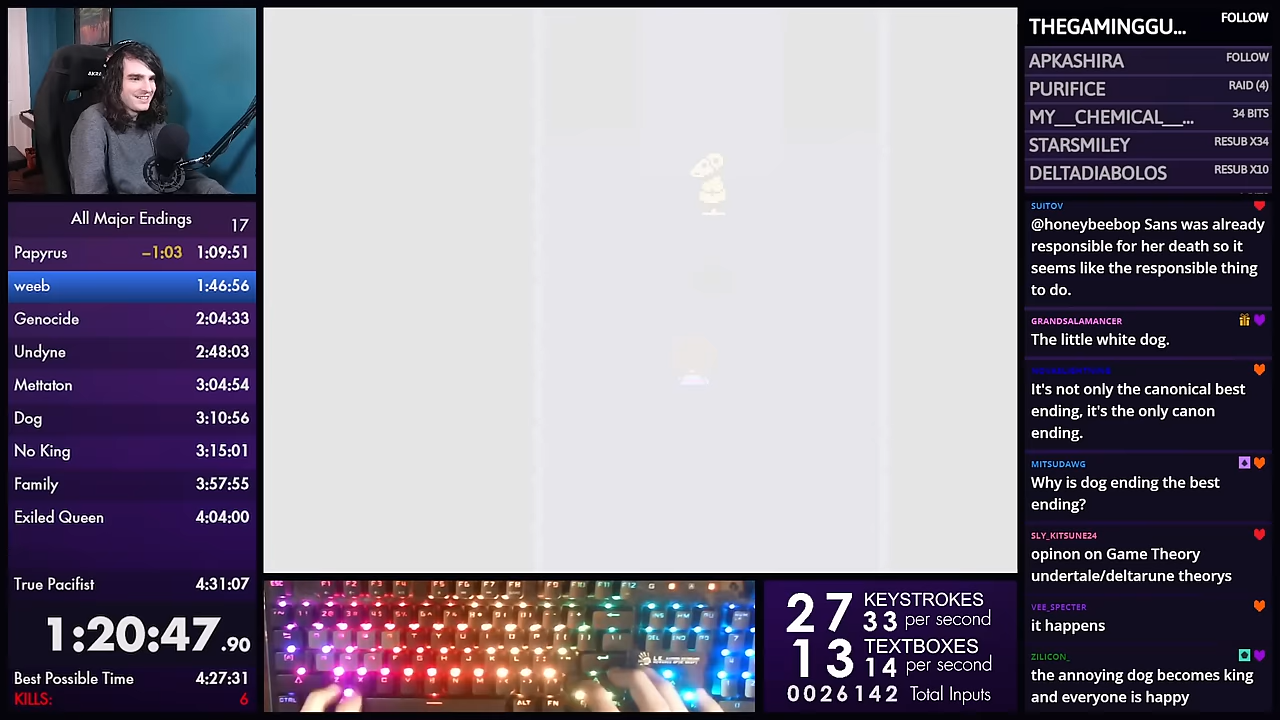 All Major Endings 17
Papyrus −1:03 1:09:51
weeb 1:46:56
Genocide 2:04:33
Undyne 2:48:03
Mettaton 3:04:54
Dog 3:10:56
No King 3:15:01
Family 3:57:55
Exiled Queen 4:04:00
True Pacifist 4:31:07
1:20:47.90
Best Possible Time 4:27:31
KILLS: 6
27 KEYSTROKES
33 per second
13 TEXTBOXES
14 per second
0026142 Total Inputs
THEGAMINGGU... FOLLOW
APKASHIRA FOLLOW
PURIFICE RAID (4)
MY__CHEMICAL__... 34 BITS
STARSMILEY RESUB X34
DELTADIABOLOS RESUB X10
SUITOV
@honeybeebop Sans was already
responsible for her death so it
seems like the responsible thing
to do.
GRANDSALAMANCER
The little white dog.
It's not only the canonical best
ending, it's the only canon
ending.
MITSUDAWG
Why is dog ending the best
ending?
SLY_KITSUNE24
opinon on Game Theory
undertale/deltarune theorys
VEE_SPECTER
it happens
ZILICON_
the annoying dog becomes king
and everyone is happy